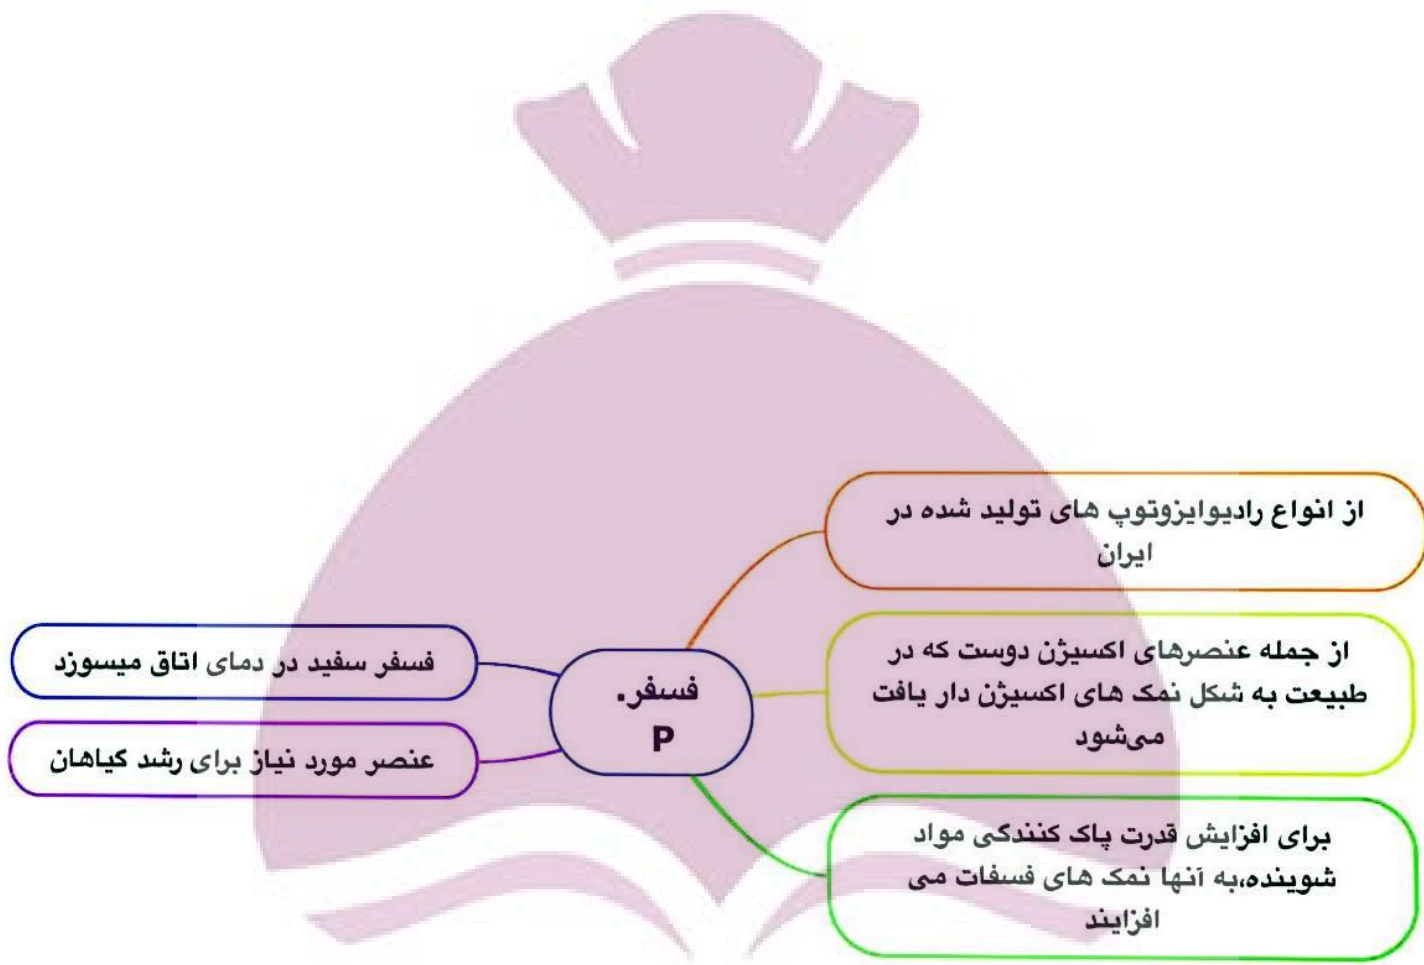 از انواع رادیوایزوتوپ های تولید شده در
ایران
از جمله عنصرهای اکسیژن دوست که در
طبیعت به شکل نمک های اکسیژن دار یافت
می‌شود
برای افزایش قدرت پاک کنندگی مواد
شوینده،به آنها نمک های فسفات می
افزایند
فسفر.
P
فسفر سفید در دمای اتاق میسوزد
عنصر مورد نیاز برای رشد گیاهان